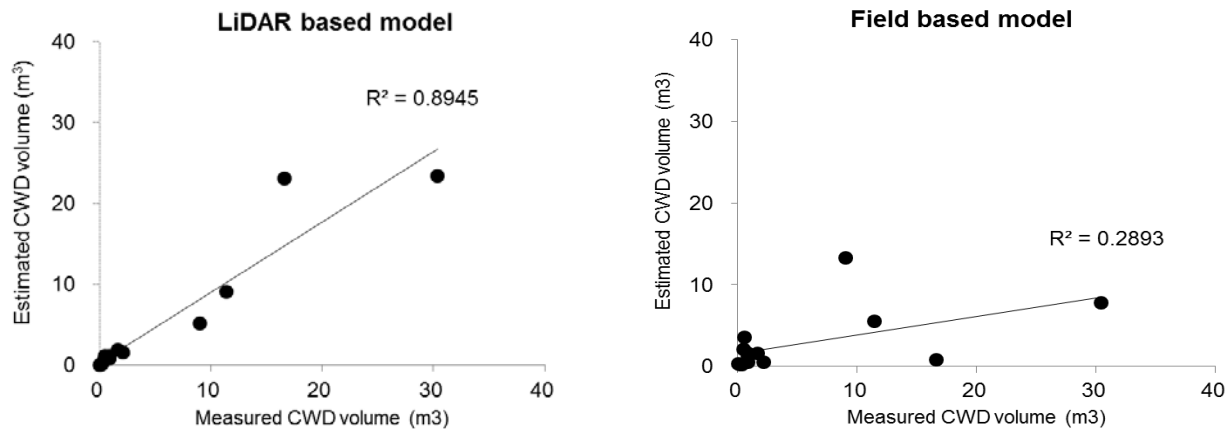 LiDAR based model
40
30
20
10
0
Estimated CWD volume (m³)
R² = 0.8945
0 10 20 30 40
Measured CWD volume (m3)
Field based model
40
30
20
10
0
Estimated CWD volume (m3)
R² = 0.2893
0 10 20 30 40
Measured CWD volume (m3)